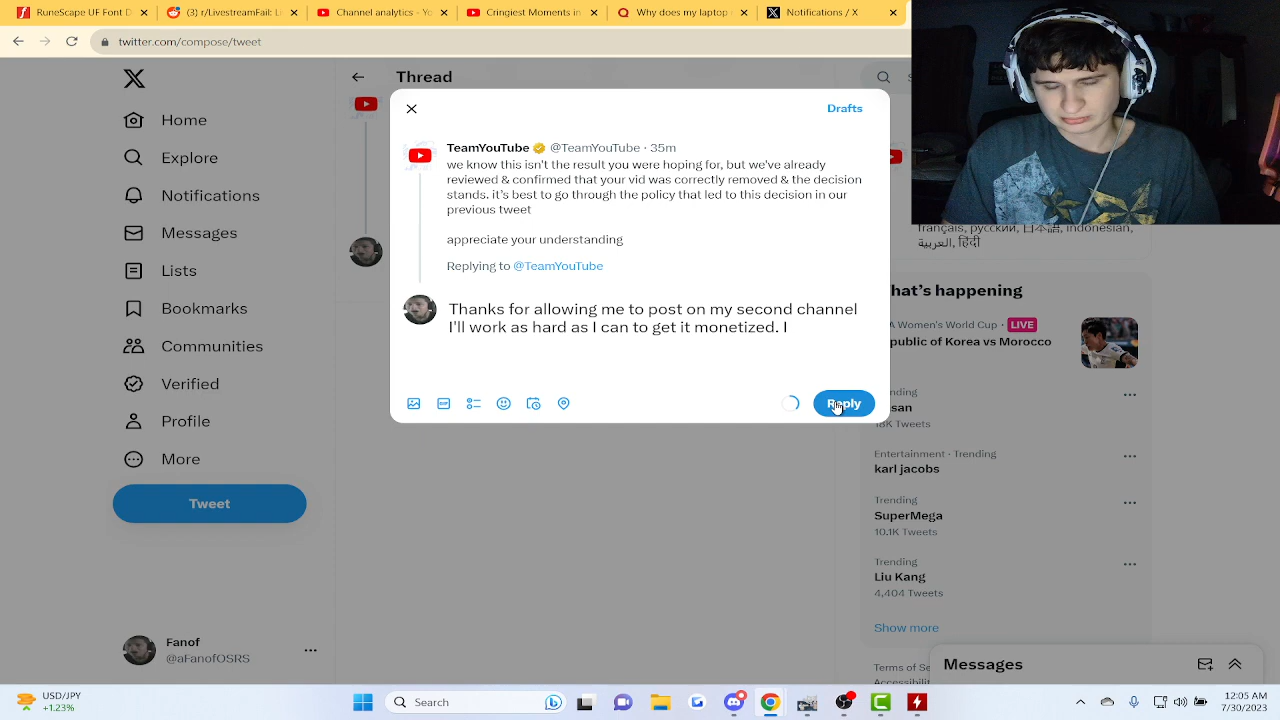 RuneScape UF Font D
(3) r/LivestreamFail: Li
Channel analytics - Yo
Cringiest Moments in
Why does my laptop
Notifications / X
twitter.com/compose/tweet
Thread
Home
Explore
Notifications
Messages
Lists
Bookmarks
Communities
Verified
Profile
More
Tweet
Fanof
@aFanofOSRS
Drafts
TeamYouTube @TeamYouTube · 35m
we know this isn't the result you were hoping for, but we've already
reviewed & confirmed that your vid was correctly removed & the decision
stands. it's best to go through the policy that led to this decision in our
previous tweet
appreciate your understanding
Replying to @TeamYouTube
Thanks for allowing me to post on my second channel
I'll work as hard as I can to get it monetized. I
GIF
Reply
français, русский, 日本語, indonesian,
العربية, हिंदी
hat's happening
A Women's World Cup · LIVE
public of Korea vs Morocco
nding
san
18K Tweets
Entertainment · Trending
karl jacobs
Trending
SuperMega
10.1K Tweets
Trending
Liu Kang
4,404 Tweets
Show more
Terms of Se
Accessibilit
Messages
USD/JPY
+1.23%
Search
12:05 AM
7/30/2023